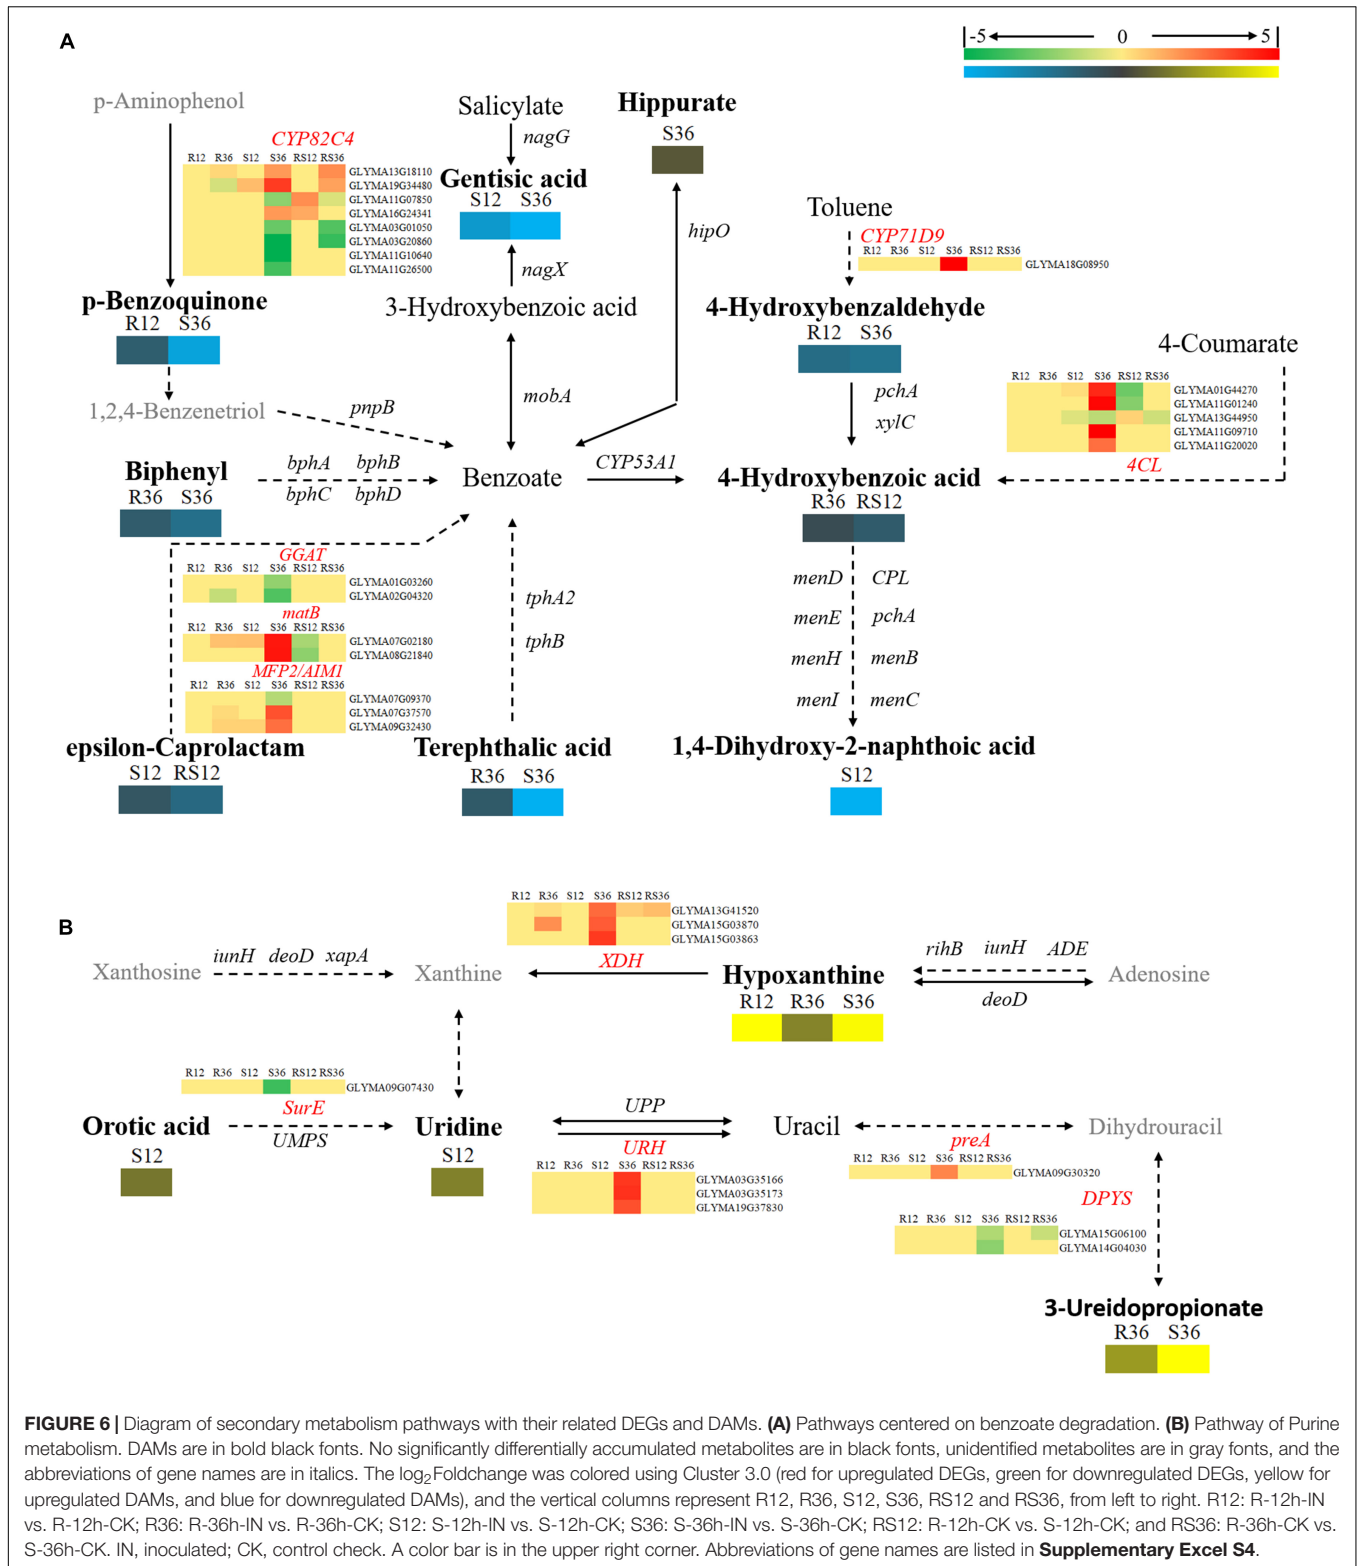 A
-5 0 5
p-Aminophenol
Salicylate
Hippurate
S36
CYP82C4
R12 R36 S12 S36 RS12 RS36
GLYMA13G18110
GLYMA19G34480
GLYMA11G07850
GLYMA16G24341
GLYMA03G01050
GLYMA03G20860
GLYMA11G10640
GLYMA11G26500
nagG
Gentisic acid
S12 S36
nagX
hipO
Toluene
CYP71D9
R12 R36 S12 S36 RS12 RS36
GLYMA18G08950
p-Benzoquinone
R12 S36
3-Hydroxybenzoic acid
4-Hydroxybenzaldehyde
R12 S36
4-Coumarate
R12 R36 S12 S36 RS12 RS36
GLYMA01G44270
GLYMA11G01240
GLYMA13G44950
GLYMA11G09710
GLYMA11G20020
4CL
1,2,4-Benzenetriol
pnpB
mobA
pchA
xylC
Biphenyl
R36 S36
bphA bphB
bphC bphD
Benzoate
CYP53A1
4-Hydroxybenzoic acid
R36 RS12
GGAT
R12 R36 S12 S36 RS12 RS36
GLYMA01G03260
GLYMA02G04320
matB
R12 R36 S12 S36 RS12 RS36
GLYMA07G02180
GLYMA08G21840
MFP2/AIM1
R12 R36 S12 S36 RS12 RS36
GLYMA07G09370
GLYMA07G37570
GLYMA09G32430
tphA2
tphB
menD CPL
menE pchA
menH menB
menI menC
epsilon-Caprolactam
S12 RS12
Terephthalic acid
R36 S36
1,4-Dihydroxy-2-naphthoic acid
S12
B
R12 R36 S12 S36 RS12 RS36
GLYMA13G41520
GLYMA15G03870
GLYMA15G03863
XDH
Xanthosine
iunH deoD xapA
Xanthine
Hypoxanthine
R12 R36 S36
rihB iunH ADE
deoD
Adenosine
R12 R36 S12 S36 RS12 RS36
GLYMA09G07430
SurE
UMPS
Orotic acid
S12
Uridine
S12
UPP
URH
R12 R36 S12 S36 RS12 RS36
GLYMA03G35166
GLYMA03G35173
GLYMA19G37830
Uracil
preA
R12 R36 S12 S36 RS12 RS36
GLYMA09G30320
Dihydrouracil
DPYS
R12 R36 S12 S36 RS12 RS36
GLYMA15G06100
GLYMA14G04030
3-Ureidopropionate
R36 S36
FIGURE 6 | Diagram of secondary metabolism pathways with their related DEGs and DAMs. (A) Pathways centered on benzoate degradation. (B) Pathway of Purine
metabolism. DAMs are in bold black fonts. No significantly differentially accumulated metabolites are in black fonts, unidentified metabolites are in gray fonts, and the
abbreviations of gene names are in italics. The log2Foldchange was colored using Cluster 3.0 (red for upregulated DEGs, green for downregulated DEGs, yellow for
upregulated DAMs, and blue for downregulated DAMs), and the vertical columns represent R12, R36, S12, S36, RS12 and RS36, from left to right. R12: R-12h-IN
vs. R-12h-CK; R36: R-36h-IN vs. R-36h-CK; S12: S-12h-IN vs. S-12h-CK; S36: S-36h-IN vs. S-36h-CK; RS12: R-12h-CK vs. S-12h-CK; and RS36: R-36h-CK vs.
S-36h-CK. IN, inoculated; CK, control check. A color bar is in the upper right corner. Abbreviations of gene names are listed in Supplementary Excel S4.